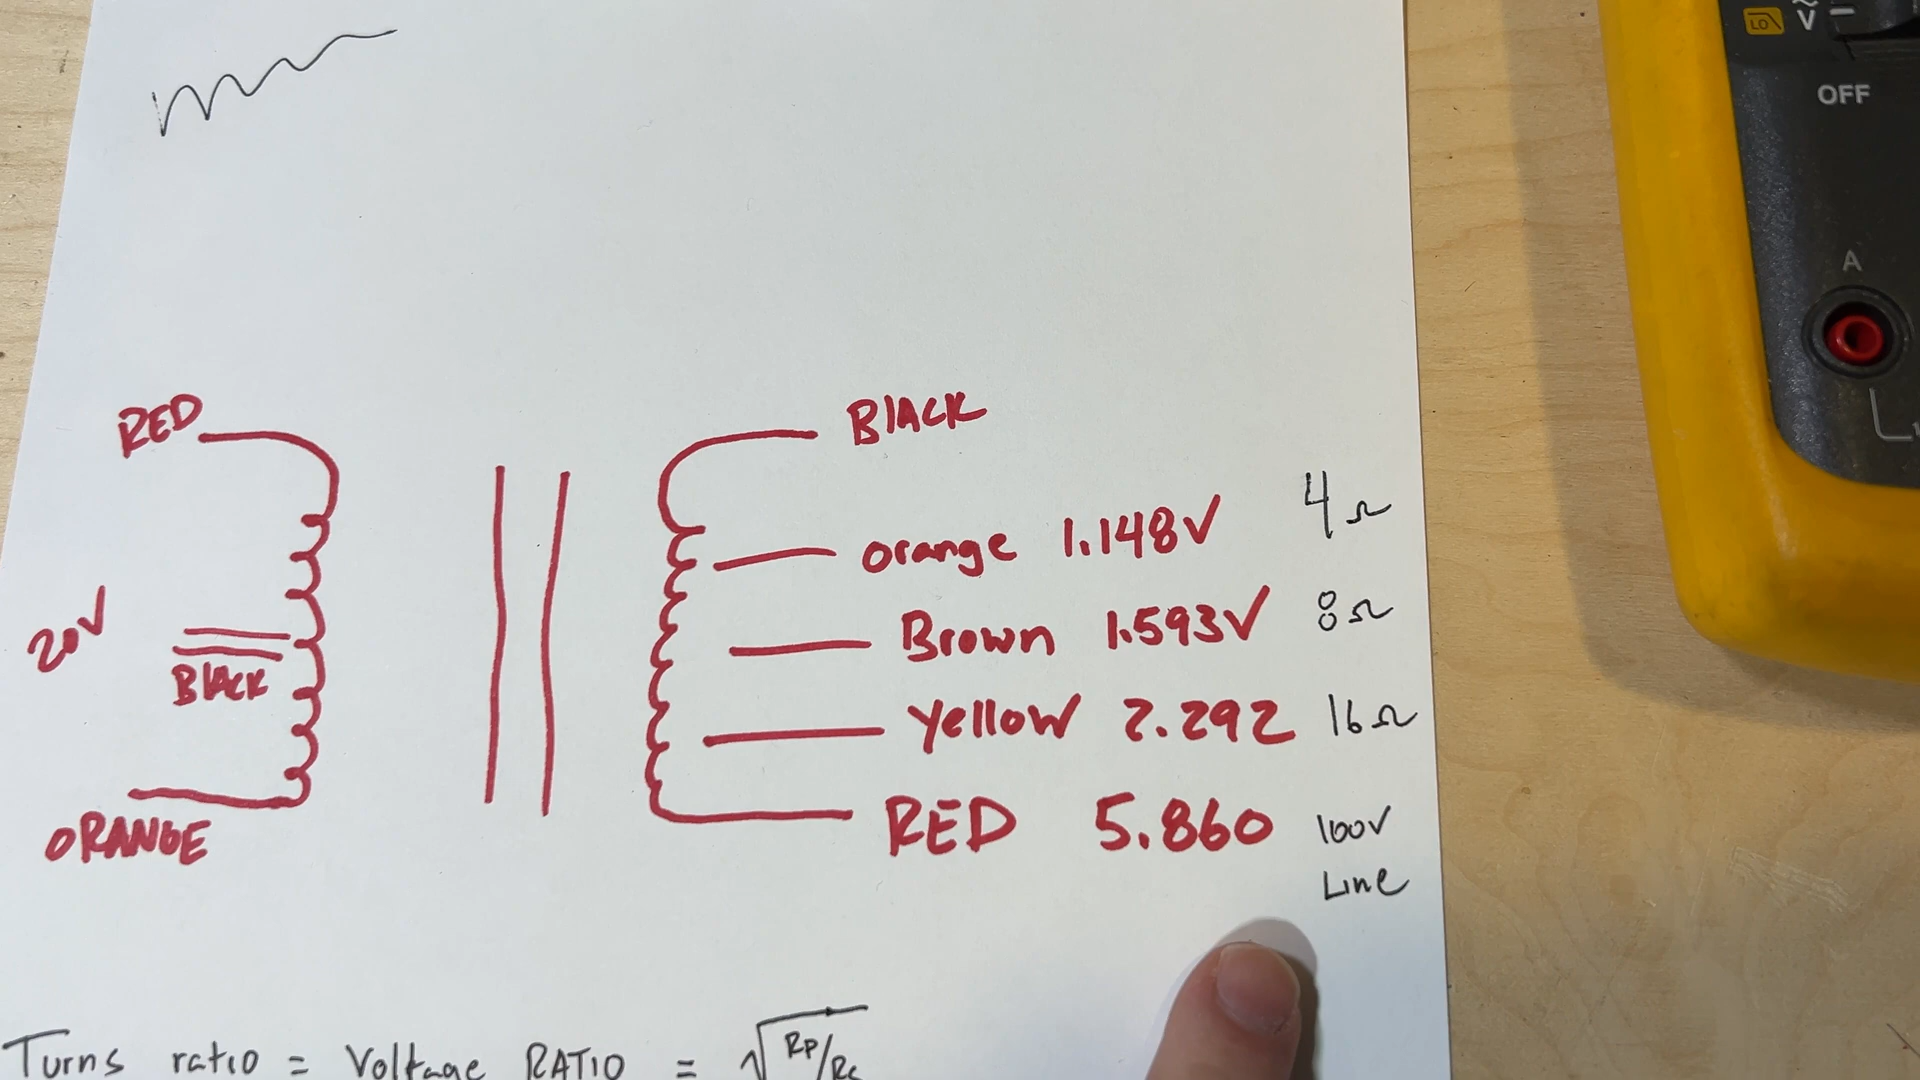 LO V
OFF
A
RED
BLACK
orange 1.148V 4Ω
Brown 1.593V 8Ω
20V
BLACK
yellow 2.292 16Ω
RED 5.860 100V
Line
ORANGE
Turns ratio = Voltage RATIO = √Rp/Rs